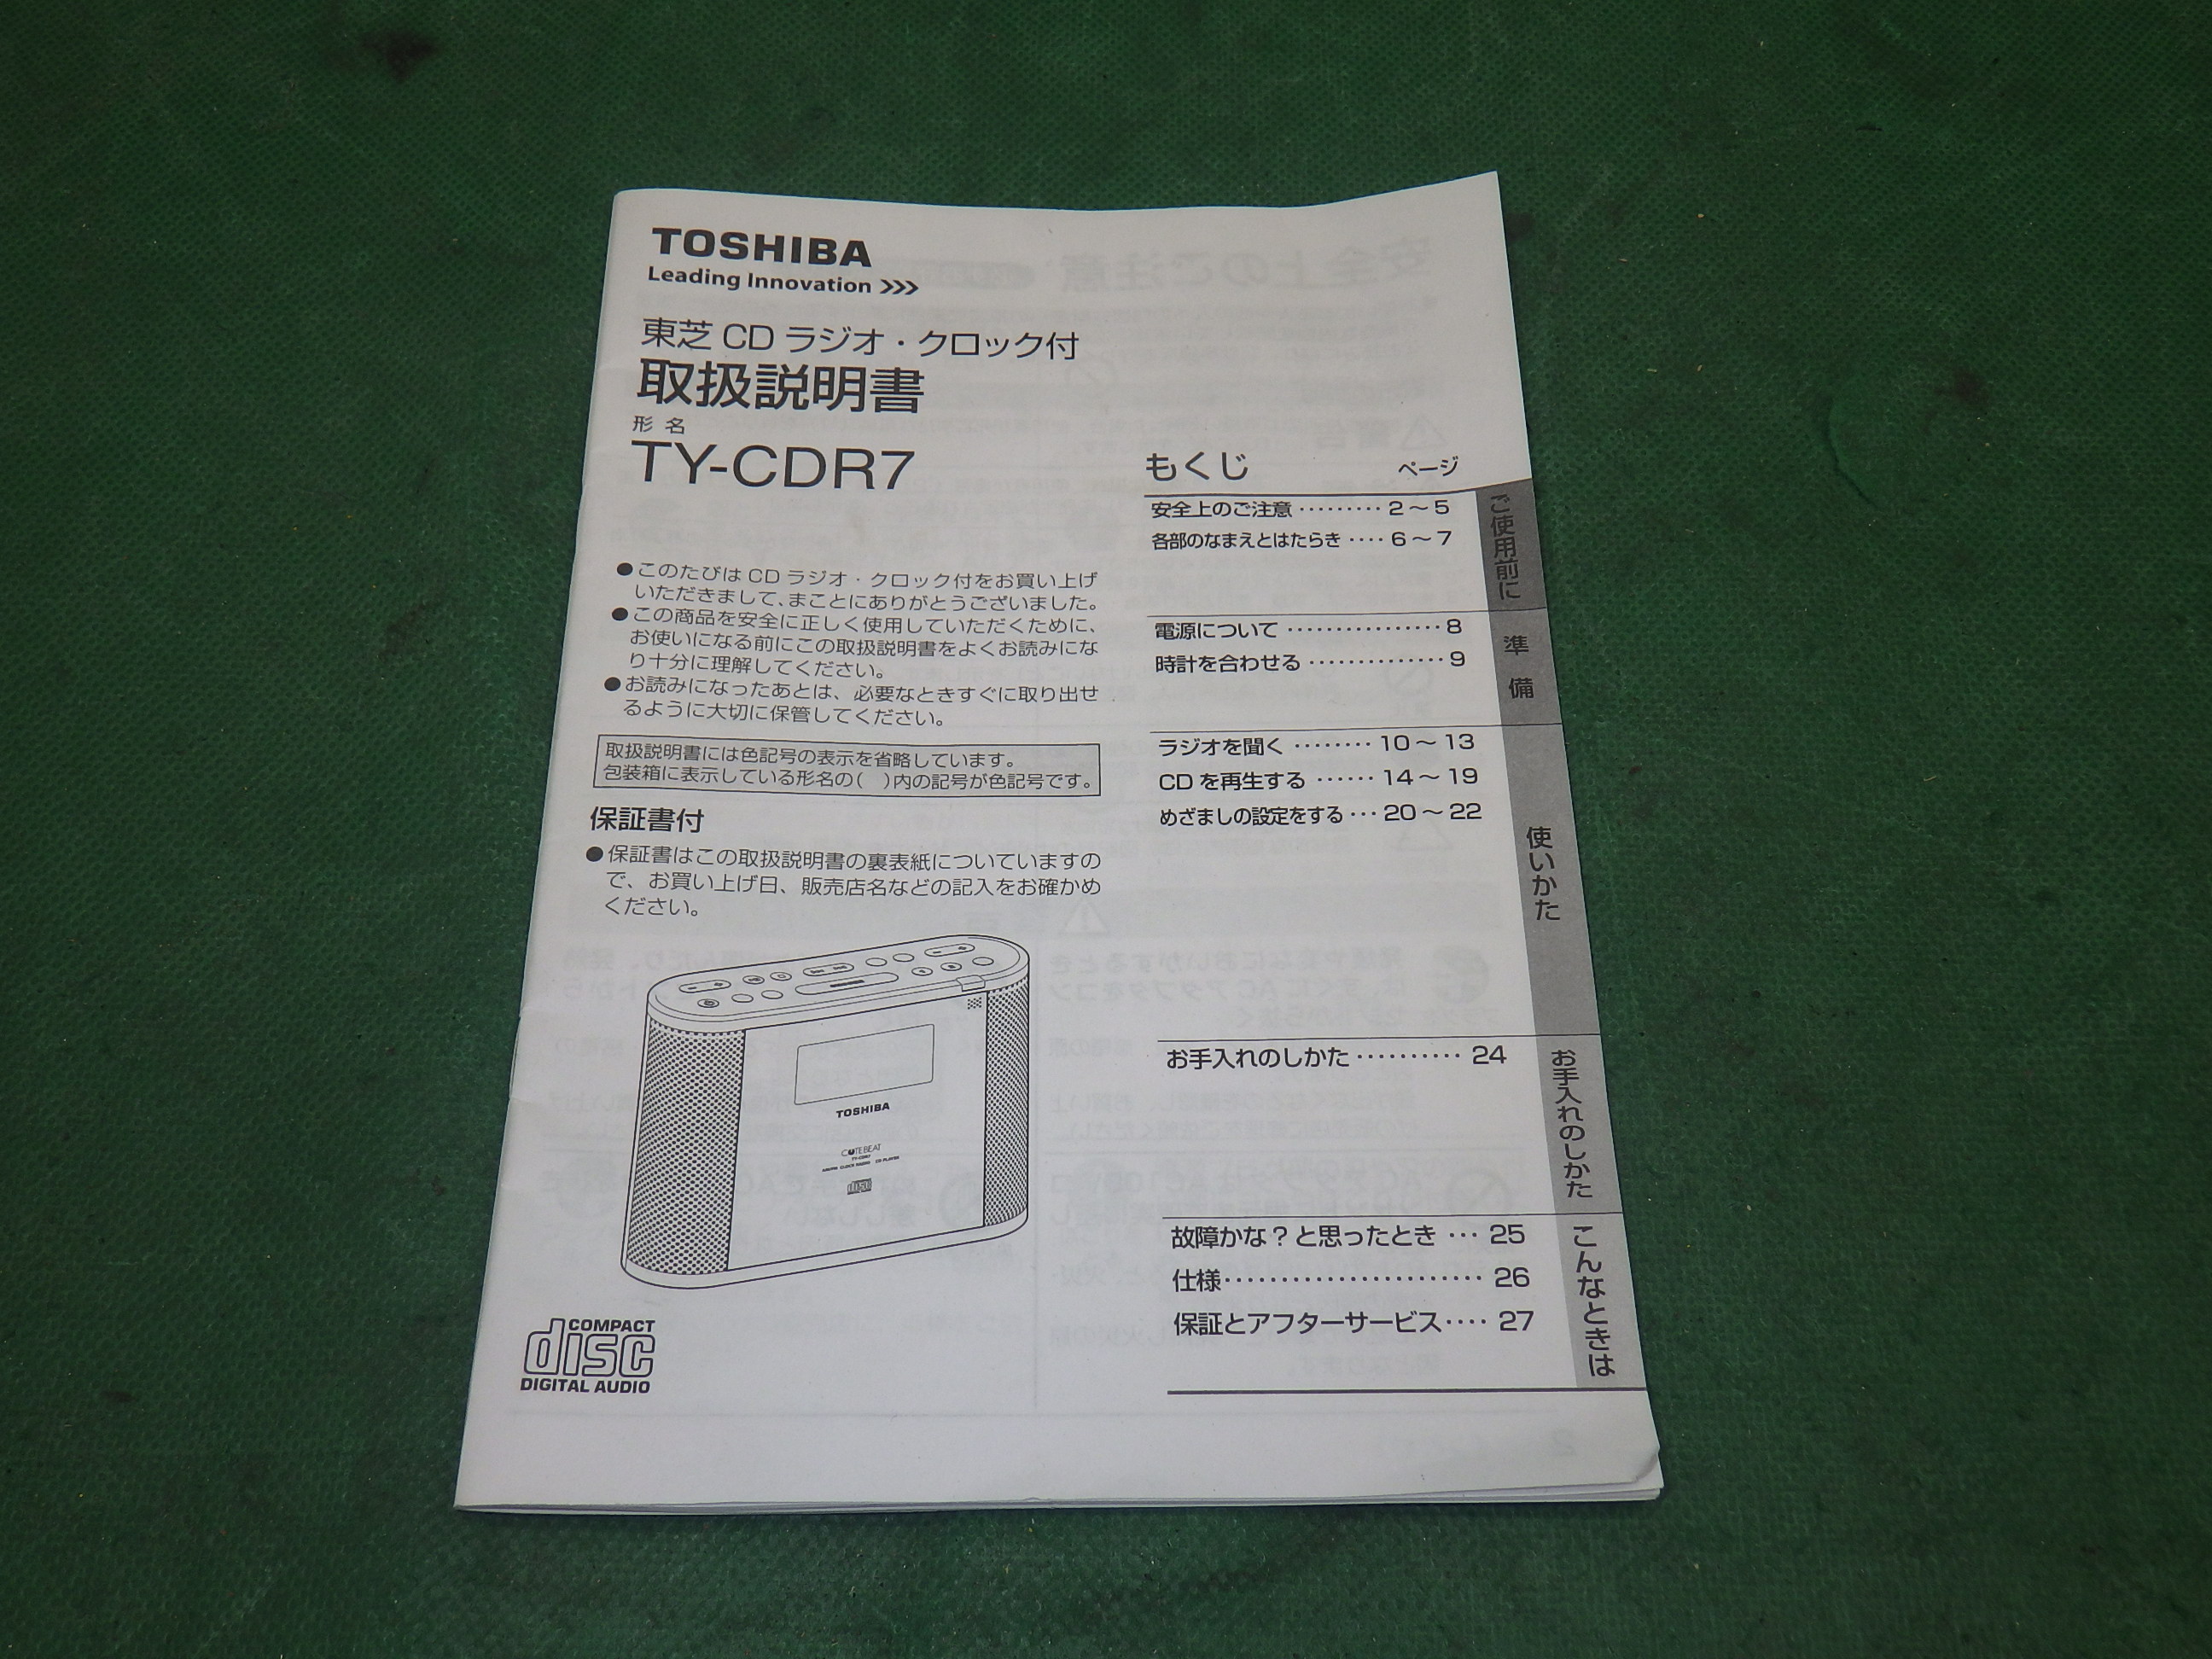 TOSHIBA
Leading Innovation >>>
東芝 CD ラジオ・クロック付
取扱説明書
形 名
TY-CDR7
●このたびは CD ラジオ・クロック付をお買い上げ
いただきまして、まことにありがとうございました。
●この商品を安全に正しく使用していただくために、
お使いになる前にこの取扱説明書をよくお読みにな
り十分に理解してください。
●お読みになったあとは、必要なときすぐに取り出せ
るように大切に保管してください。
取扱説明書には色記号の表示を省略しています。
包装箱に表示している形名の(　)内の記号が色記号です。
保証書付
●保証書はこの取扱説明書の裏表紙についていますの
で、お買い上げ日、販売店名などの記入をお確かめ
ください。
TOSHIBA
CUTEBEAT
TY-CDR7
AM/FM CLOCK RADIO CD PLAYER
COMPACT
disc
DIGITAL AUDIO
もくじ ページ
ご使用前に
安全上のご注意 ········· 2～5
各部のなまえとはたらき ···· 6～7
準備
電源について ················ 8
時計を合わせる ·············· 9
使いかた
ラジオを聞く ········ 10～13
CD を再生する ······ 14～19
めざましの設定をする ··· 20～22
お手入れのしかた
お手入れのしかた ·········· 24
こんなときは
故障かな？と思ったとき ··· 25
仕様························ 26
保証とアフターサービス···· 27